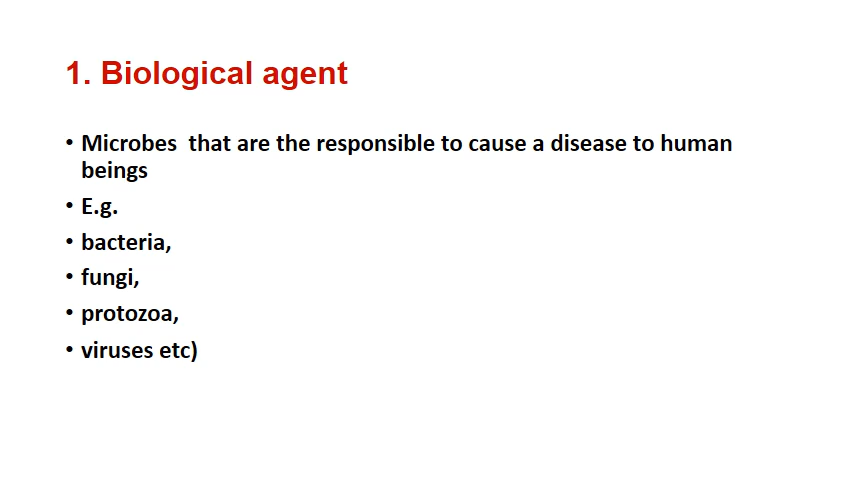 1. Biological agent
• Microbes  that are the responsible to cause a disease to human
beings
• E.g.
• bacteria,
• fungi,
• protozoa,
• viruses etc)